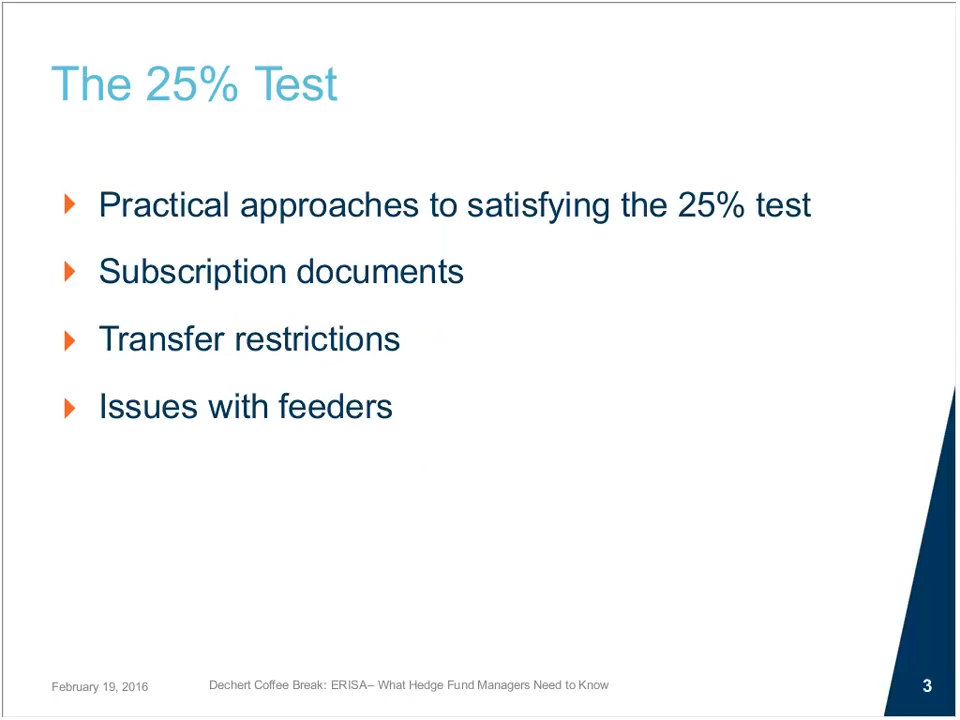 The 25% Test
Practical approaches to satisfying the 25% test
Subscription documents
Transfer restrictions
Issues with feeders
February 19, 2016
Dechert Coffee Break: ERISA– What Hedge Fund Managers Need to Know
3